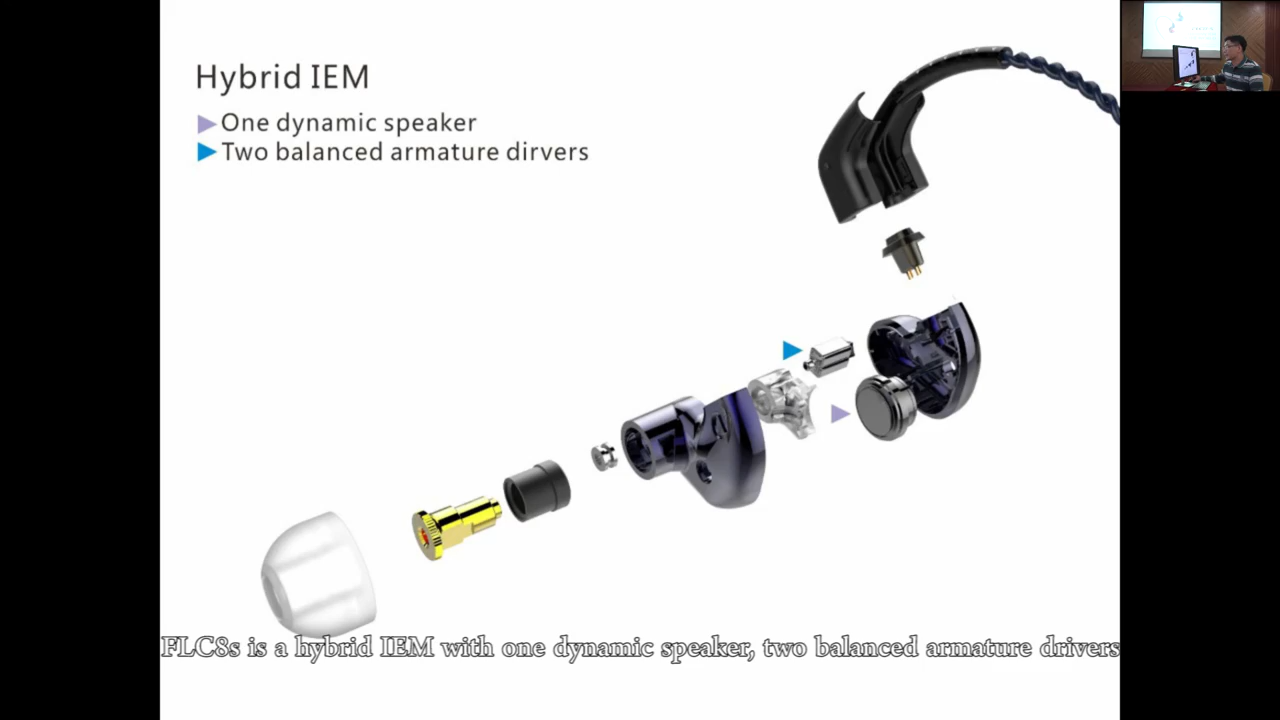 Hybrid IEM
One dynamic speaker
Two balanced armature dirvers
FLC8s is a hybrid IEM with one dynamic speaker, two balanced armature drivers